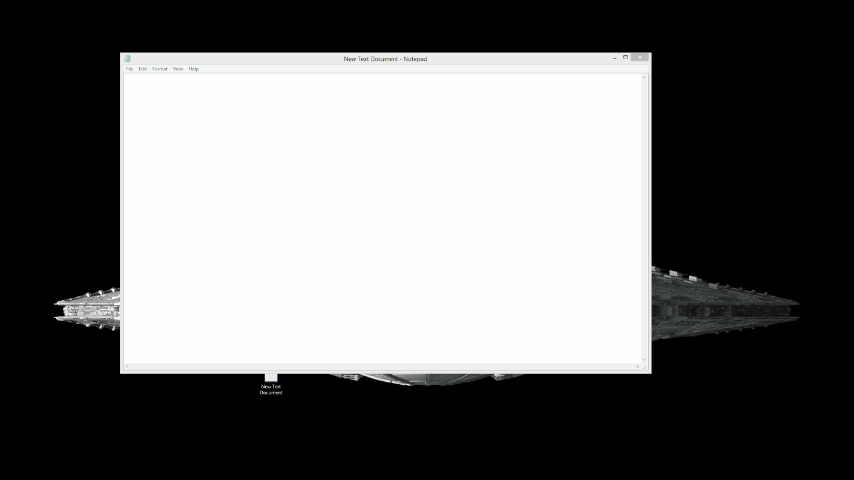 New Text Document - Notepad
File Edit Format View Help
New Text
Document